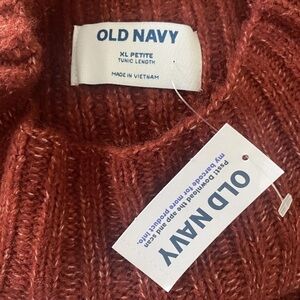 OLD NAVY
XL PETITE
TUNIC LENGTH
MADE IN VIETNAM
Pssst! Download the app and scan
my barcode for more product info.
OLD NAVY